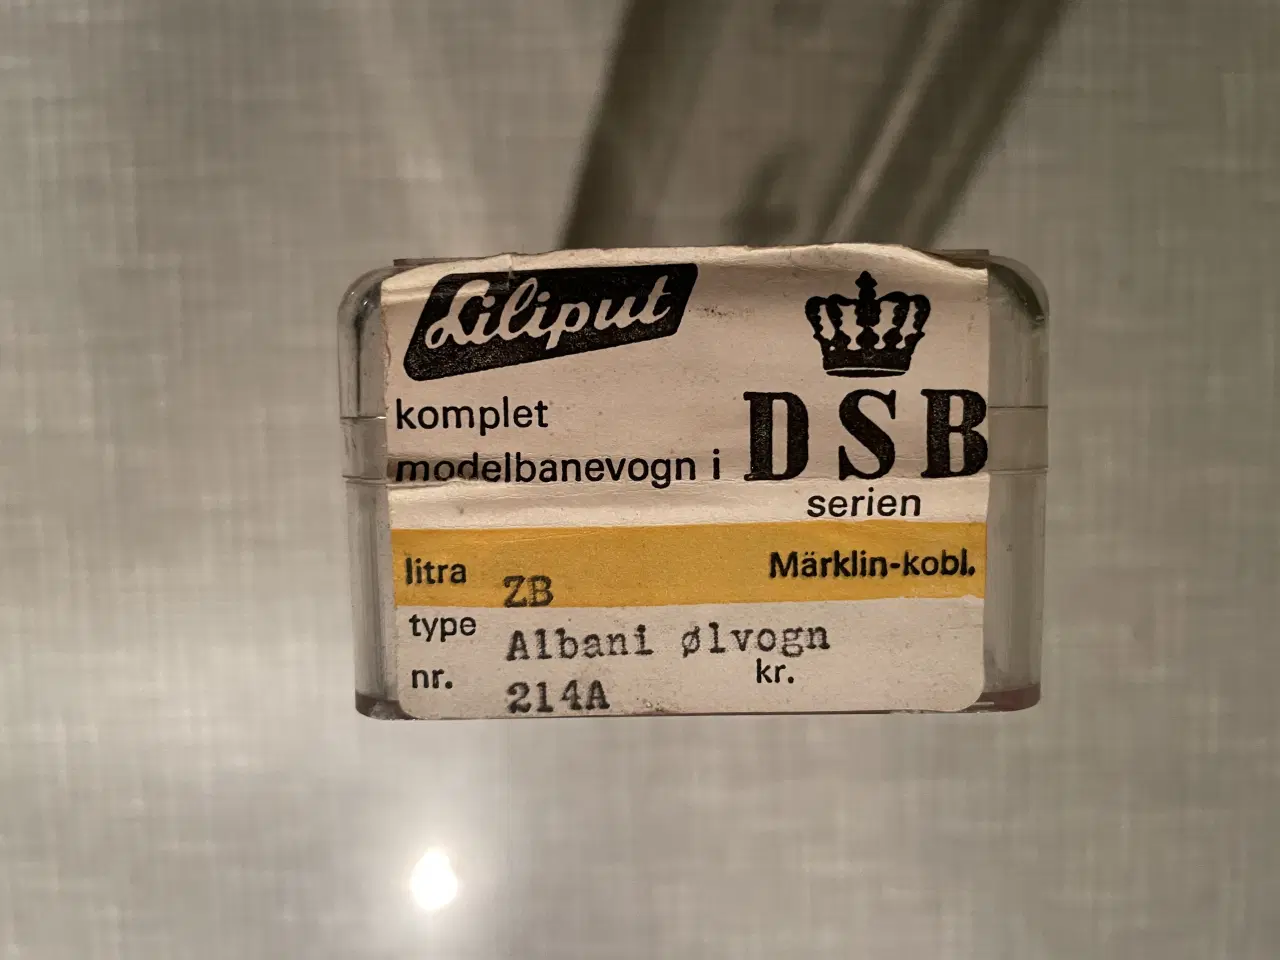 Liliput
komplet
modelbanevogn i DSB
serien
litra ZB Märklin-kobl.
type Albani ølvogn
nr. 214A kr.